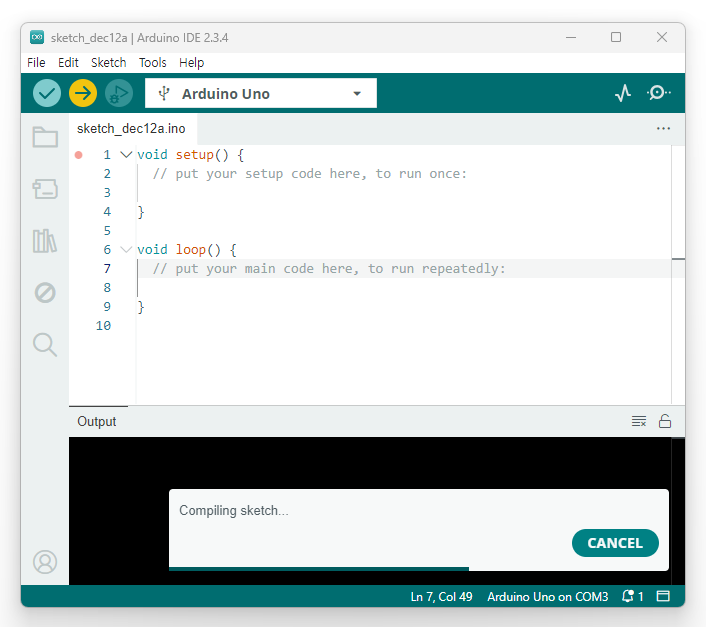 sketch_dec12a | Arduino IDE 2.3.4
File Edit Sketch Tools Help
Arduino Uno
sketch_dec12a.ino
1 void setup() {
2 // put your setup code here, to run once:
3
4 }
5
6 void loop() {
7 // put your main code here, to run repeatedly:
8
9 }
10
Output
Compiling sketch...
CANCEL
Ln 7, Col 49 Arduino Uno on COM3 1